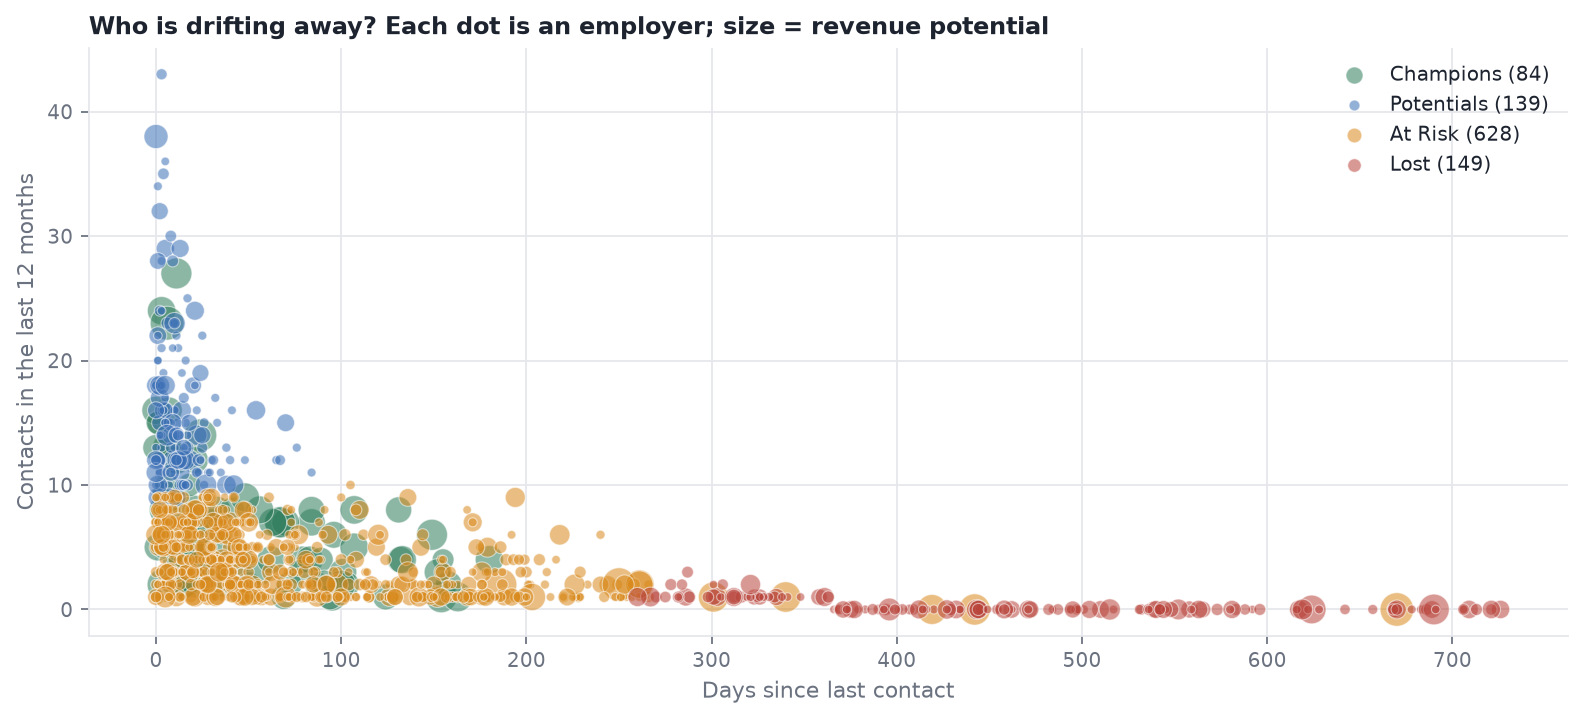 Who is drifting away? Each dot is an employer; size = revenue potential
Champions (84)
Potentials (139)
At Risk (628)
Lost (149)
Contacts in the last 12 months
40
30
20
10
0
0 100 200 300 400 500 600 700
Days since last contact